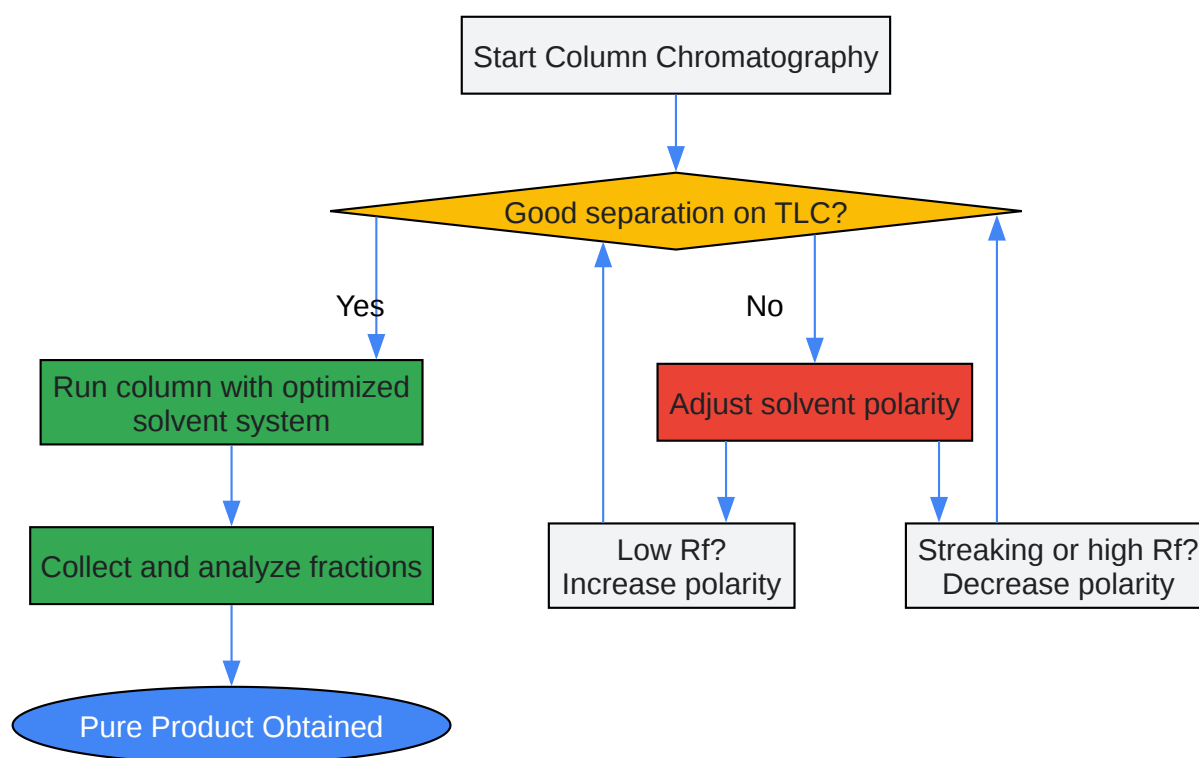 Start Column Chromatography
Good separation on TLC?
Yes
No
Run column with optimized
solvent system
Adjust solvent polarity
Collect and analyze fractions
Low Rf?
Increase polarity
Streaking or high Rf?
Decrease polarity
Pure Product Obtained